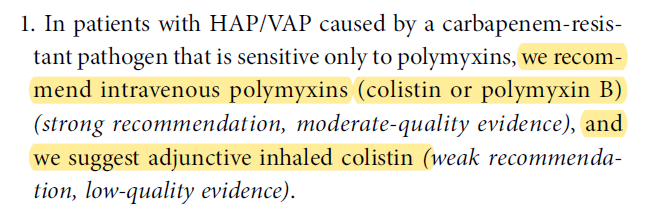 1. In patients with HAP/VAP caused by a carbapenem-resis-
tant pathogen that is sensitive only to polymyxins, we recom-
mend intravenous polymyxins (colistin or polymyxin B)
(strong recommendation, moderate-quality evidence), and
we suggest adjunctive inhaled colistin (weak recommenda-
tion, low-quality evidence).